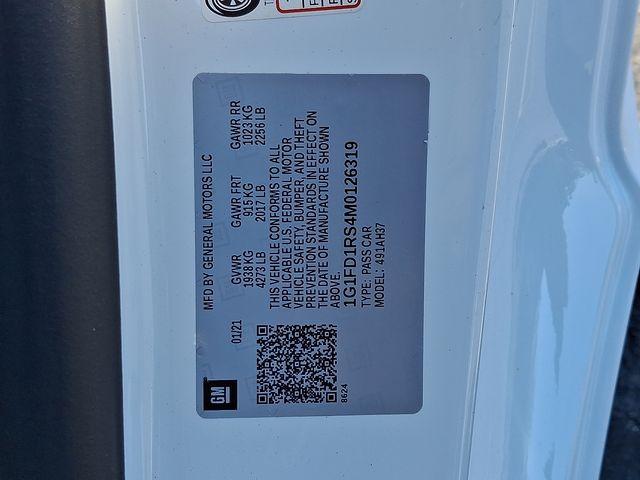 MFD BY GENERAL MOTORS LLC
01/21
GVWR GAWR FRT GAWR RR
1938 KG 915 KG 1023 KG
4273 LB 2017 LB 2256 LB
THIS VEHICLE CONFORMS TO ALL
APPLICABLE U.S. FEDERAL MOTOR
VEHICLE SAFETY, BUMPER, AND THEFT
PREVENTION STANDARDS IN EFFECT ON
THE DATE OF MANUFACTURE SHOWN
ABOVE.
1G1FD1RS4M0126319
TYPE: PASS CAR
MODEL: 491AH37
GM
8624